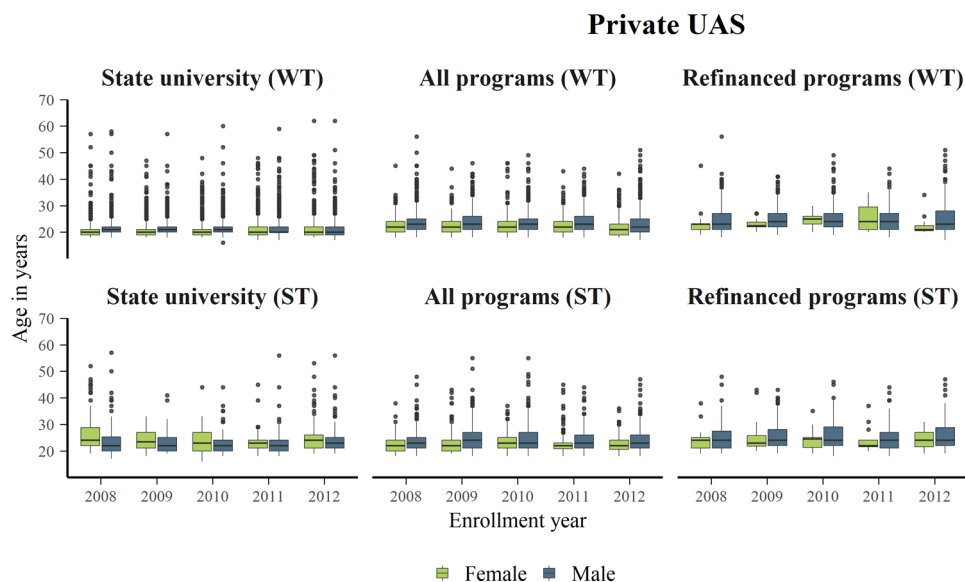 Private UAS
State university (WT) All programs (WT) Refinanced programs (WT)
70
60
50
40
30
20
Age in years
State university (ST) All programs (ST) Refinanced programs (ST)
70
60
50
40
30
20
2008 2009 2010 2011 2012 2008 2009 2010 2011 2012 2008 2009 2010 2011 2012
Enrollment year
Female Male